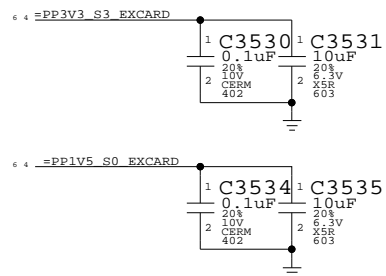 6 4 =PP3V3_S3_EXCARD
1 C3530 1 C3531
0.1uF 10uF
20% 20%
2 10V 2 6.3V
CERM X5R
402 603
6 4 =PP1V5_S0_EXCARD
1 C3534 1 C3535
0.1uF 10uF
20% 20%
2 10V 2 6.3V
CERM X5R
402 603